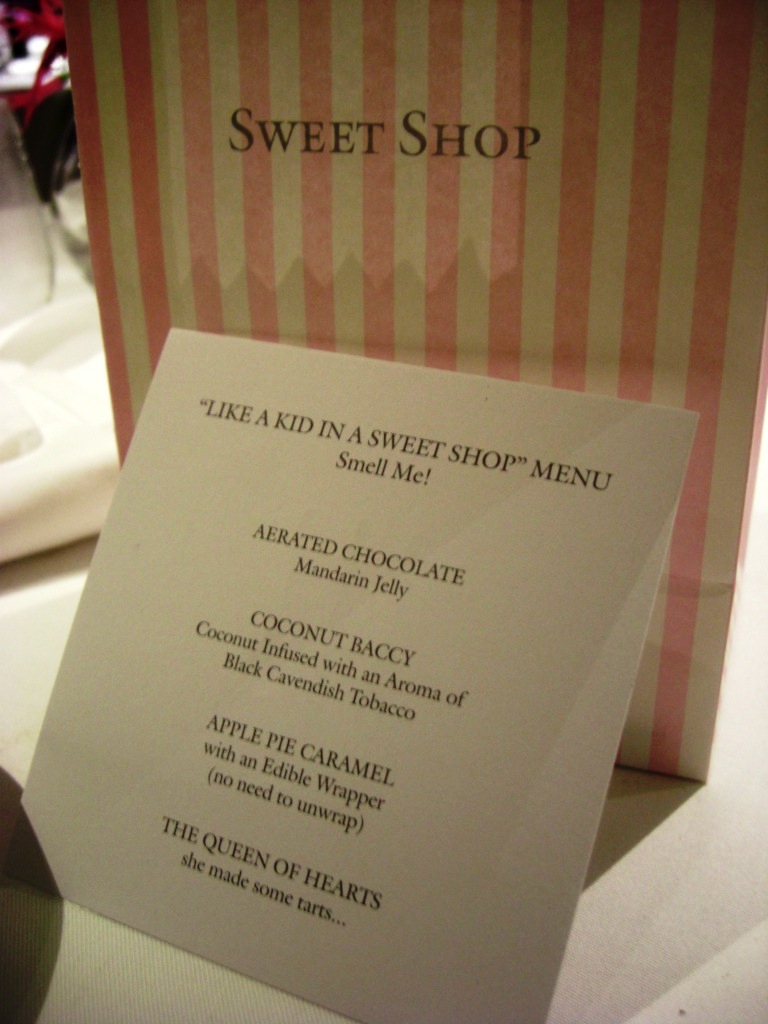 SWEET SHOP
"LIKE A KID IN A SWEET SHOP" MENU
Smell Me!
AERATED CHOCOLATE
Mandarin Jelly
COCONUT BACCY
Coconut Infused with an Aroma of
Black Cavendish Tobacco
APPLE PIE CARAMEL
with an Edible Wrapper
(no need to unwrap)
THE QUEEN OF HEARTS
she made some tarts...